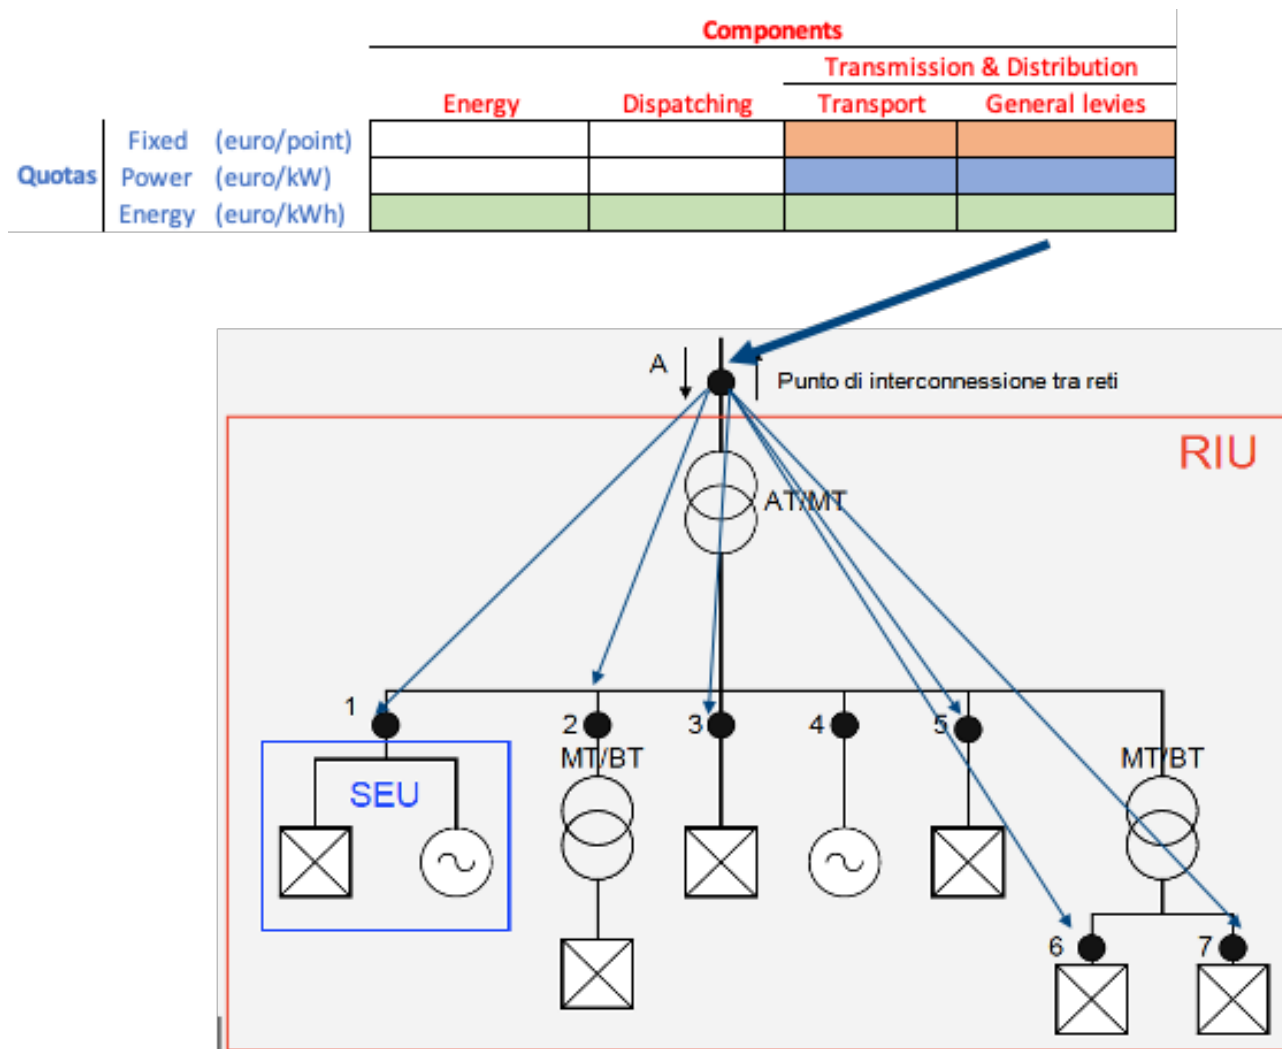 Components
Transmission & Distribution
Energy Dispatching Transport General levies
Quotas
Fixed (euro/point)
Power (euro/kW)
Energy (euro/kWh)
A
Punto di interconnessione tra reti
RIU
AT/MT
1
2
3
4
5
MT/BT
MT/BT
SEU
6
7